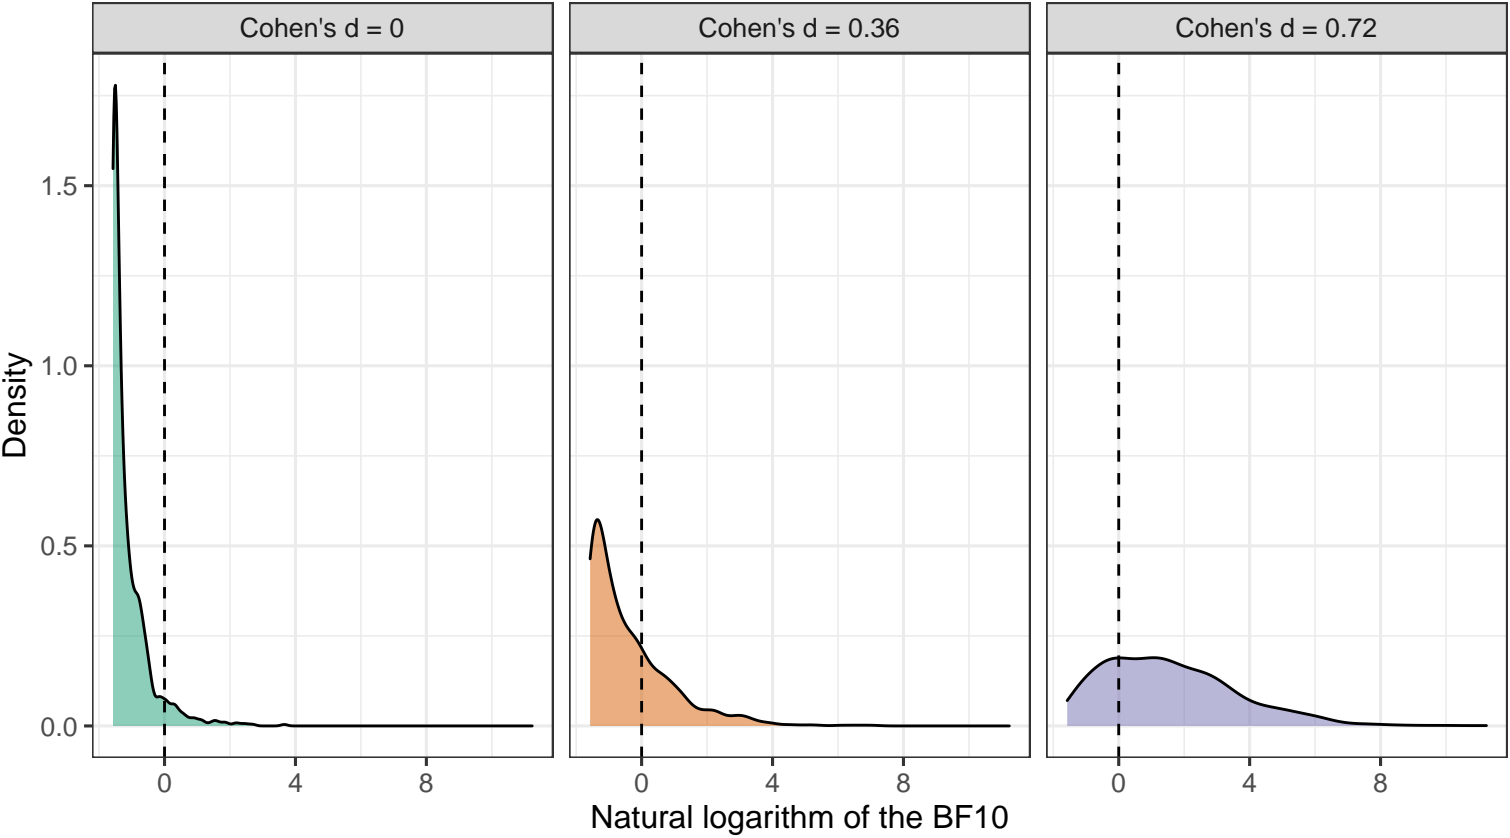 Cohen's d = 0
Cohen's d = 0.36
Cohen's d = 0.72
Density
1.5
1.0
0.5
0.0
0 4 8
0 4 8
0 4 8
Natural logarithm of the BF10